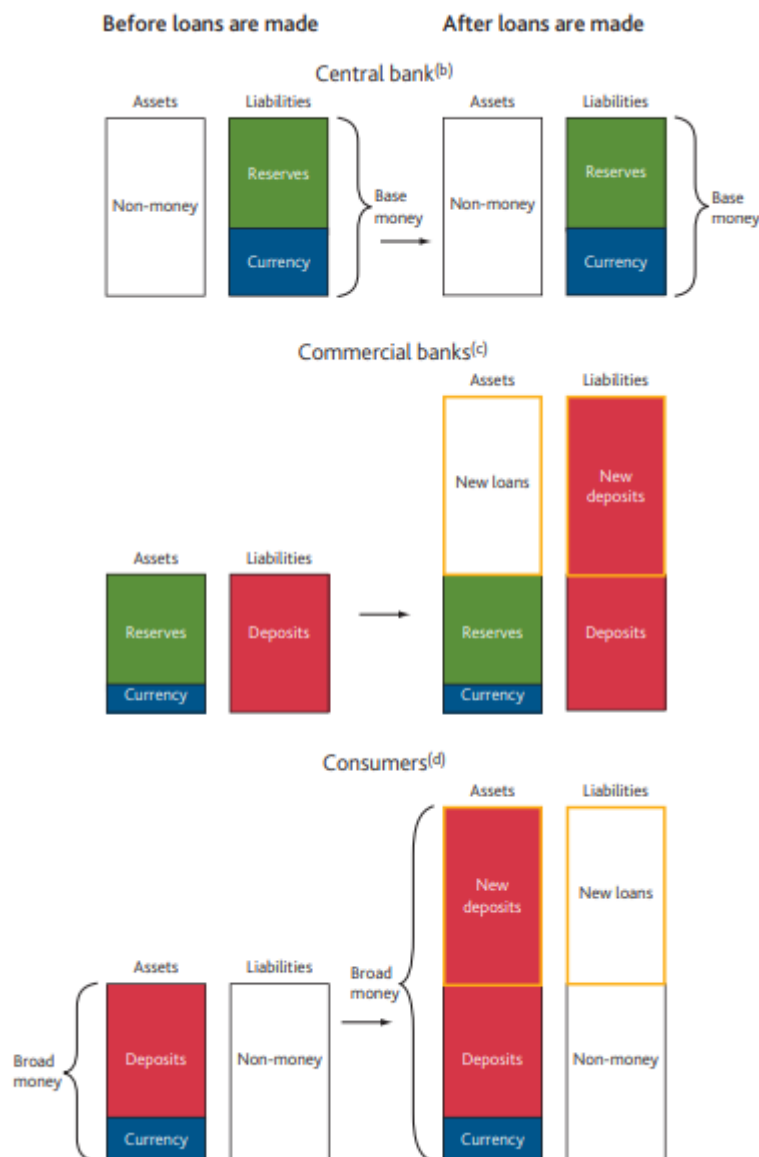 Before loans are made
After loans are made
Central bank(b)
Assets
Liabilities
Assets
Liabilities
Non-money
Reserves
Currency
Base
money
Non-money
Reserves
Currency
Base
money
Commercial banks(c)
Assets
Liabilities
New loans
New
deposits
Assets
Liabilities
Reserves
Deposits
Currency
Reserves
Deposits
Currency
Consumers(d)
Assets
Liabilities
New
deposits
New loans
Assets
Liabilities
Broad
money
Broad
money
Deposits
Non-money
Currency
Deposits
Non-money
Currency